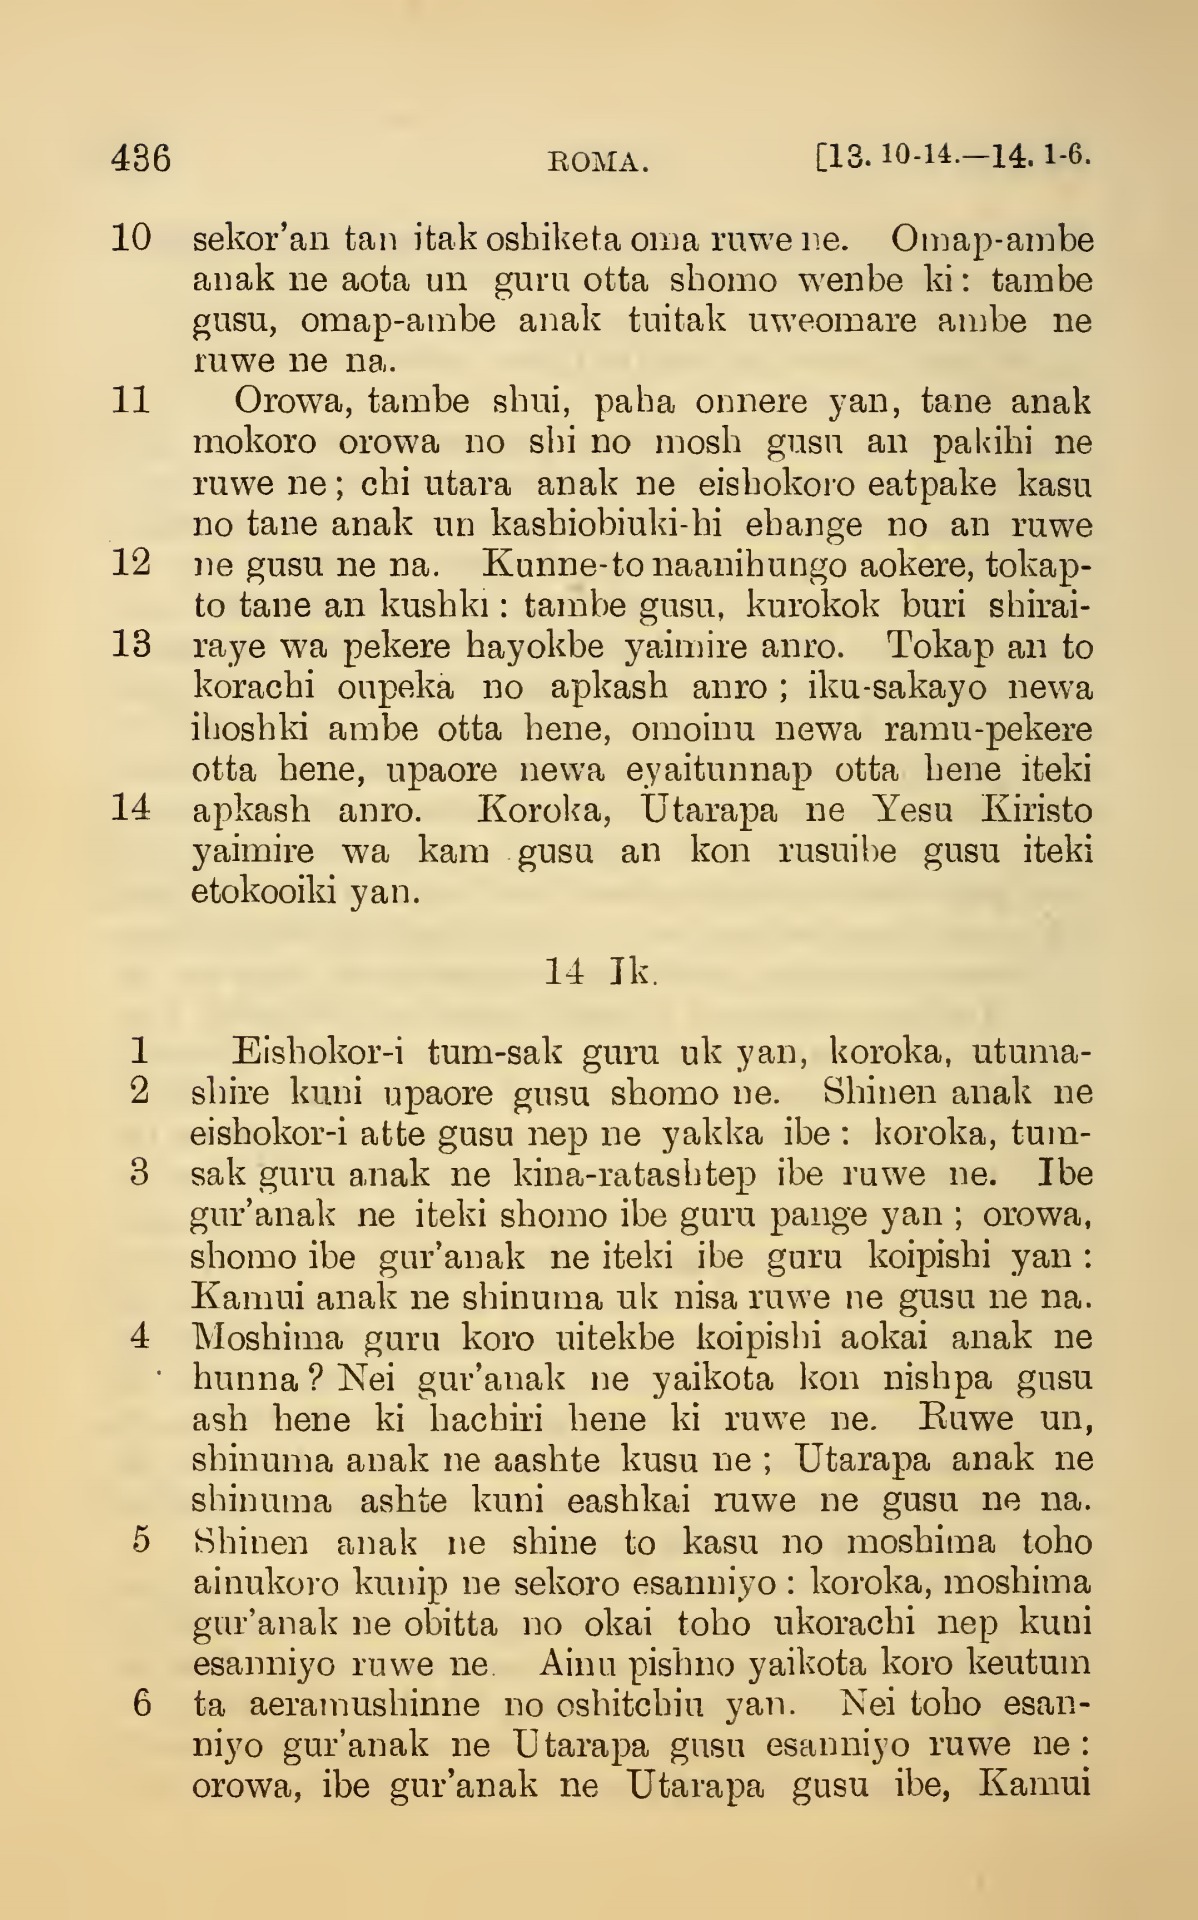 436 ROMA. [13. 10-14.—14. 1-6.
10 sekor’an tan itak oshiketa oma ruwe ne. Omap-ambe
anak ne aota un guru otta shomo wenbe ki : tambe
gusu, omap-ambe anak tuitak uweomare ambe ne
ruwe ne na.
11 Orowa, tambe shui, paha onnere yan, tane anak
mokoro orowa no shi no mosh gusu an pakihi ne
ruwe ne ; chi utara anak ne eishokoro eatpake kasu
no tane anak un kashiobiuki-hi ehange no an ruwe
12 ne gusu ne na. Kunne-to naanihungo aokere, tokap-
to tane an kushki : tambe gusu, kurokok buri shirai-
13 raye wa pekere hayokbe yaimire anro. Tokap an to
korachi oupeka no apkash anro ; iku-sakayo newa
ihoshki ambe otta hene, omoinu newa ramu-pekere
otta hene, upaore newa eyaitunnap otta hene iteki
14 apkash anro. Koroka, Utarapa ne Yesu Kiristo
yaimire wa kam gusu an kon rusuibe gusu iteki
etokooiki yan.
14 Ik.
1 Eishokor-i tum-sak guru uk yan, koroka, utuma-
2 shire kuni upaore gusu shomo ne. Shinen anak ne
eishokor-i atte gusu nep ne yakka ibe : koroka, tum-
3 sak guru anak ne kina-ratashtep ibe ruwe ne. Ibe
gur’anak ne iteki shomo ibe guru pange yan ; orowa,
shomo ibe gur’anak ne iteki ibe guru koipishi yan :
Kamui anak ne shinuma uk nisa ruwe ne gusu ne na.
4 Moshima guru koro uitekbe koipishi aokai anak ne
hunna ? Nei gur’anak ne yaikota kon nishpa gusu
ash hene ki hachiri hene ki ruwe ne. Ruwe un,
shinuma anak ne aashte kusu ne ; Utarapa anak ne
shinuma ashte kuni eashkai ruwe ne gusu ne na.
5 Shinen anak ne shine to kasu no moshima toho
ainukoro kunip ne sekoro esanniyo : koroka, moshima
gur’anak ne obitta no okai toho ukorachi nep kuni
esanniyo ruwe ne. Ainu pishno yaikota koro keutum
6 ta aeramushinne no oshitchiu yan. Nei toho esan-
niyo gur’anak ne Utarapa gusu esanniyo ruwe ne :
orowa, ibe gur’anak ne Utarapa gusu ibe, Kamui